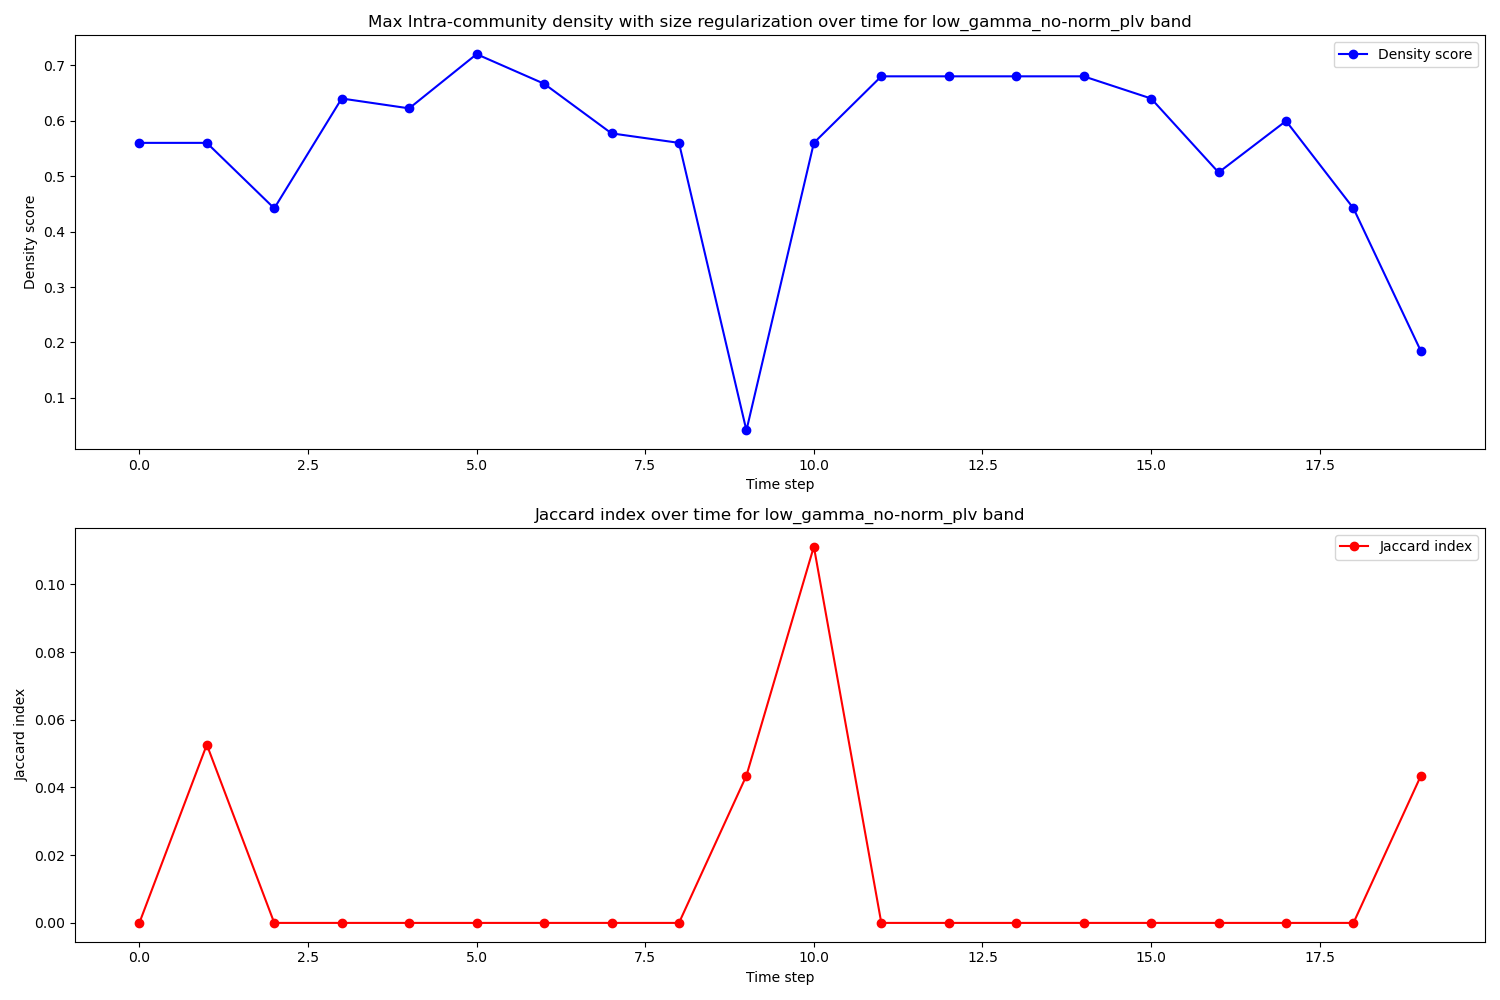 Max Intra-community density with size regularization over time for low_gamma_no-norm_plv band
Density score
0.7
0.6
0.5
0.4
0.3
0.2
0.1
Density score
0.0 2.5 5.0 7.5 10.0 12.5 15.0 17.5
Time step
Jaccard index over time for low_gamma_no-norm_plv band
Jaccard index
0.10
0.08
0.06
0.04
0.02
0.00
Jaccard index
0.0 2.5 5.0 7.5 10.0 12.5 15.0 17.5
Time step